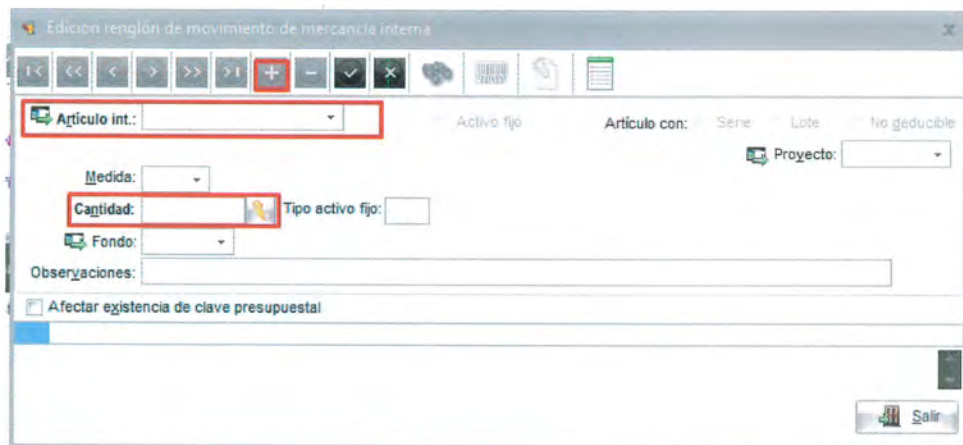 Edicion renglón de movimiento de mercancía interna
Artículo int.:
Activo fijo
Artículo con:
Serie
Lote
No deducible
Proyecto:
Medida:
Cantidad:
Tipo activo fijo:
Fondo:
Observaciones:
Afectar existencia de clave presupuestal
Salir